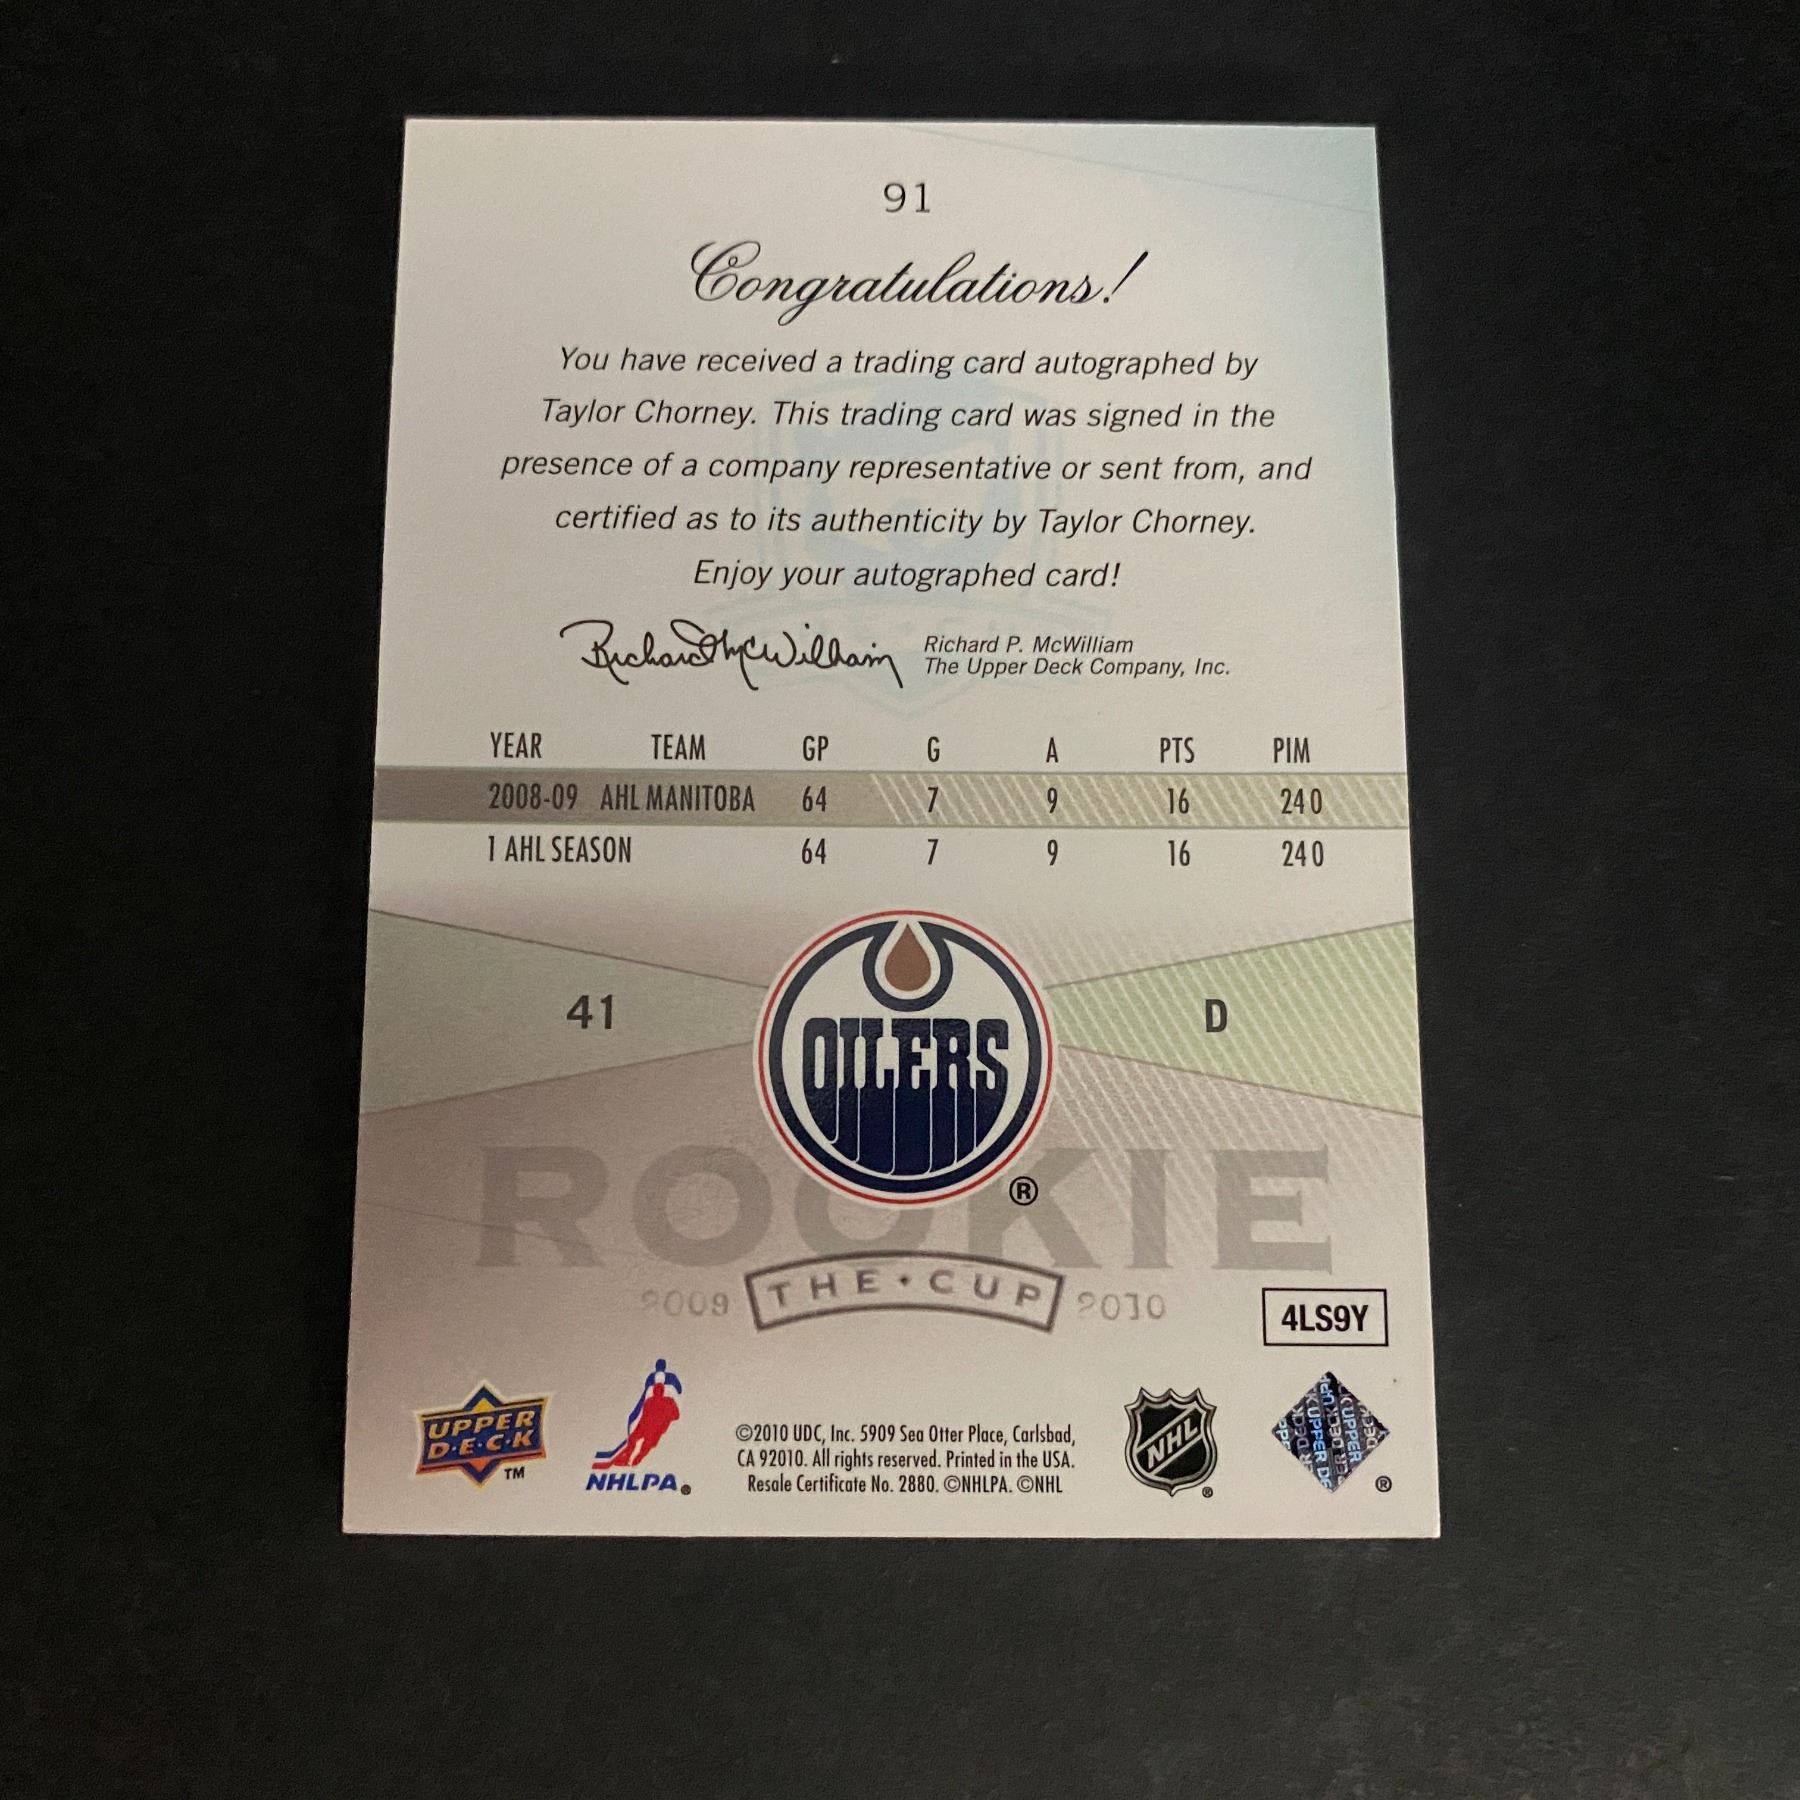 91
Congratulations!
You have received a trading card autographed by
Taylor Chorney. This trading card was signed in the
presence of a company representative or sent from, and
certified as to its authenticity by Taylor Chorney.
Enjoy your autographed card!
Richard McWilliam
Richard P. McWilliam
The Upper Deck Company, Inc.
YEAR TEAM GP G A PTS PIM
2008-09 AHL MANITOBA 64 7 9 16 240
1 AHL SEASON 64 7 9 16 240
41 OILERS D
®
ROOKIE
2009 THE·CUP 2010
4LS9Y
UPPER
D·E·C·K
TM
NHLPA®
©2010 UDC, Inc. 5909 Sea Otter Place, Carlsbad,
CA 92010. All rights reserved. Printed in the USA.
Resale Certificate No. 2880. ©NHLPA. ©NHL
NHL
®
UPPER
®